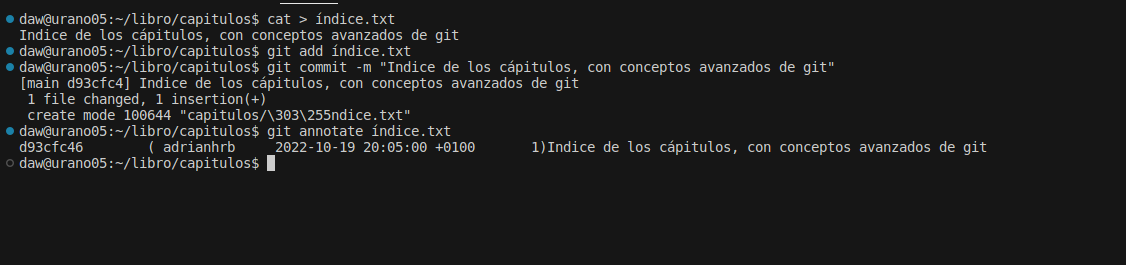 daw@urano05:~/libro/capitulos$ cat > índice.txt
Indice de los cápitulos, con conceptos avanzados de git
daw@urano05:~/libro/capitulos$ git add índice.txt
daw@urano05:~/libro/capitulos$ git commit -m "Indice de los cápitulos, con conceptos avanzados de git"
[main d93cfc4] Indice de los cápitulos, con conceptos avanzados de git
 1 file changed, 1 insertion(+)
 create mode 100644 "capitulos/\303\255ndice.txt"
daw@urano05:~/libro/capitulos$ git annotate índice.txt
d93cfc46        ( adrianhrb     2022-10-19 20:05:00 +0100       1)Indice de los cápitulos, con conceptos avanzados de git
daw@urano05:~/libro/capitulos$